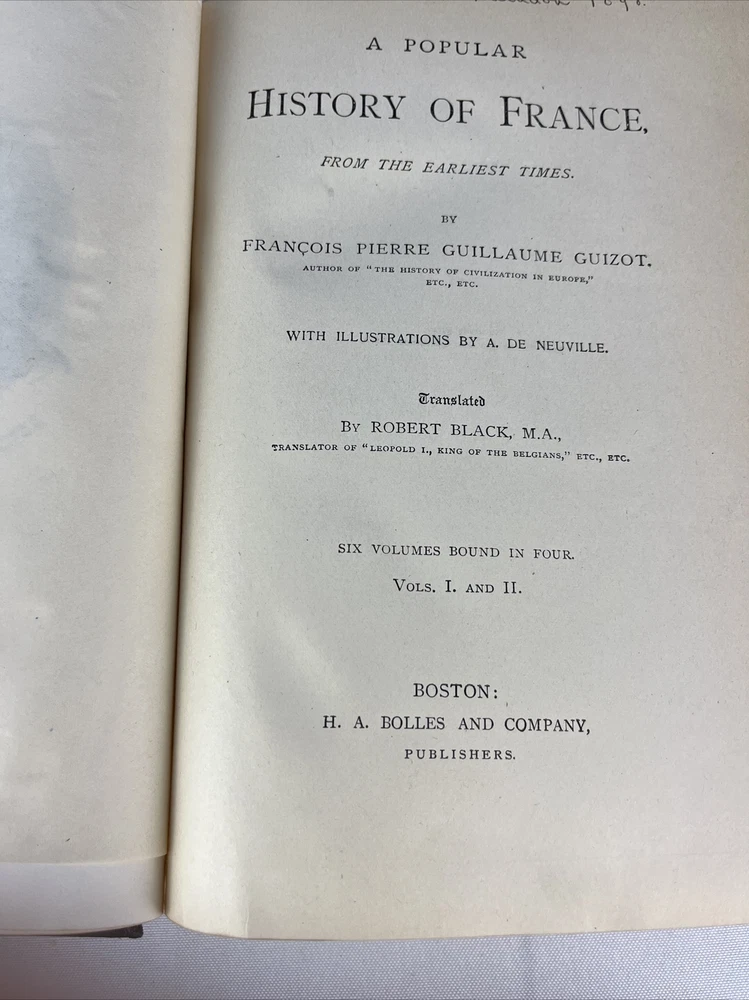 A POPULAR
HISTORY OF FRANCE,
FROM THE EARLIEST TIMES.
BY
FRANÇOIS PIERRE GUILLAUME GUIZOT.
AUTHOR OF "THE HISTORY OF CIVILIZATION IN EUROPE,"
ETC., ETC.
WITH ILLUSTRATIONS BY A. DE NEUVILLE.
Translated
BY ROBERT BLACK, M.A.,
TRANSLATOR OF "LEOPOLD I., KING OF THE BELGIANS," ETC., ETC.
SIX VOLUMES BOUND IN FOUR.
VOLS. I. AND II.
BOSTON:
H. A. BOLLES AND COMPANY,
PUBLISHERS.